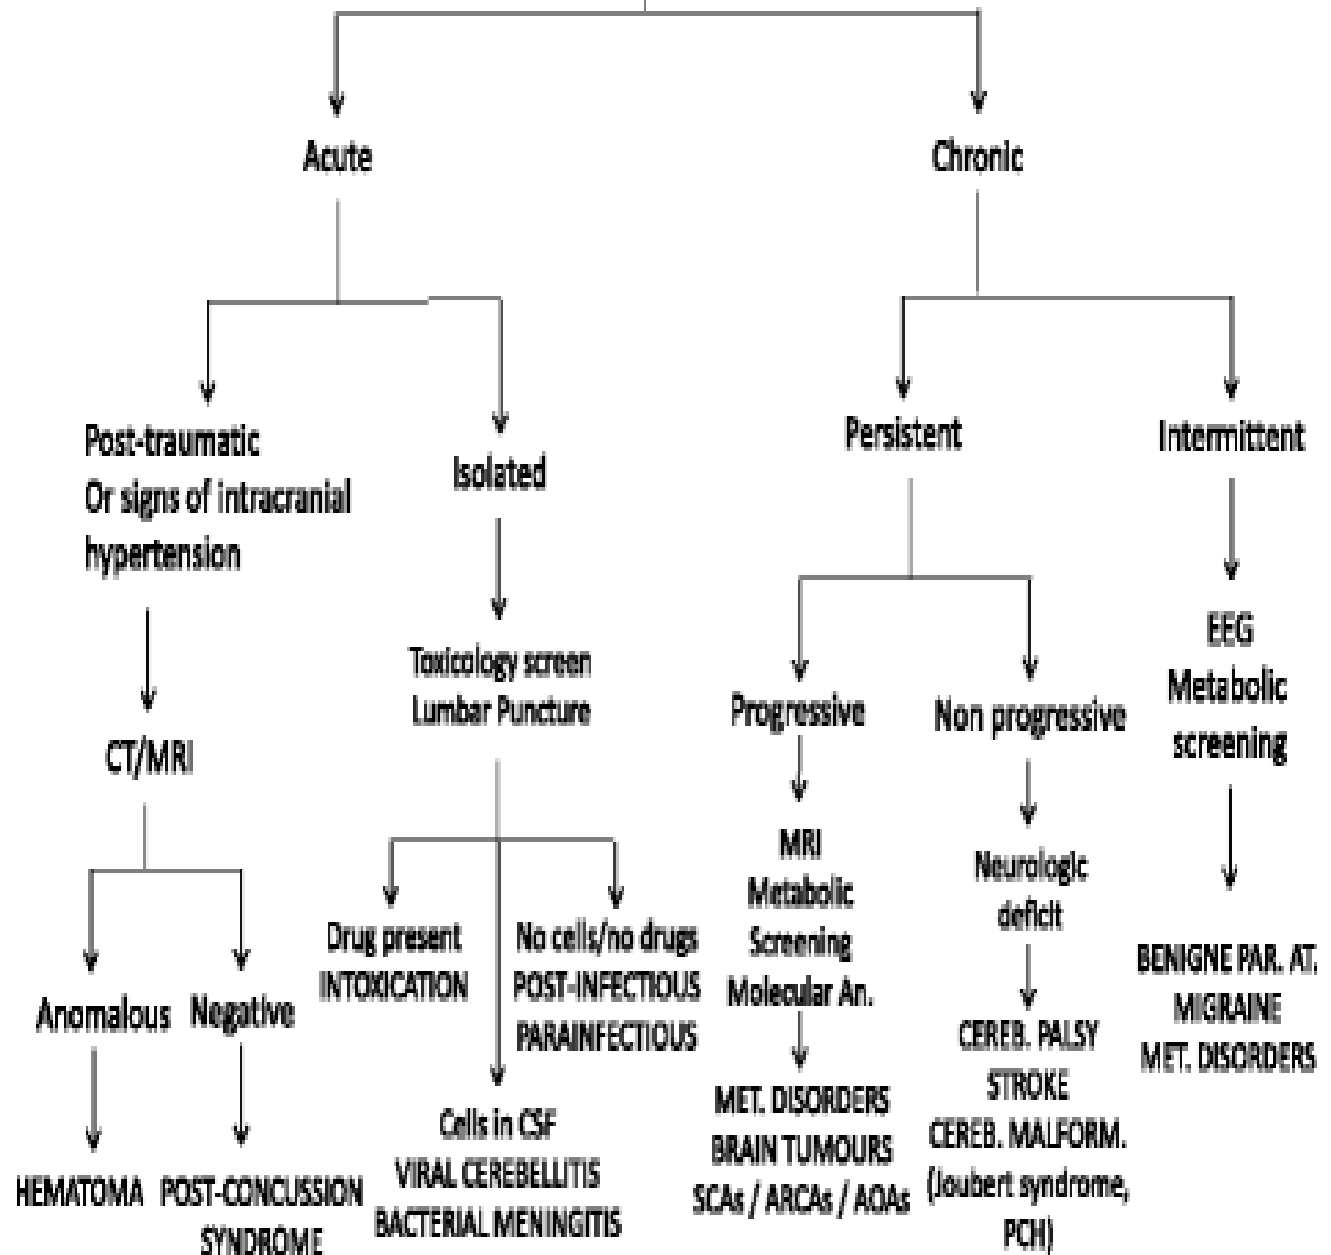 Acute
Chronic
Post-traumatic
Or signs of intracranial
hypertension
Isolated
Persistent
Intermittent
CT/MRI
Toxicology screen
Lumbar Puncture
Progressive
Non progressive
EEG
Metabolic
screening
Anomalous
Negative
Drug present
INTOXICATION
No cells/no drugs
POST-INFECTIOUS
PARAINFECTIOUS
MRI
Metabolic
Screening
Molecular An.
Neurologic
deficit
BENIGNE PAR. AT.
MIGRAINE
MET. DISORDERS
HEMATOMA
POST-CONCUSSION
SYNDROME
Cells in CSF
VIRAL CEREBELLITIS
BACTERIAL MENINGITIS
MET. DISORDERS
BRAIN TUMOURS
SCAs / ARCAs / AOAs
CEREB. PALSY
STROKE
CEREB. MALFORM.
(Joubert syndrome,
PCH)